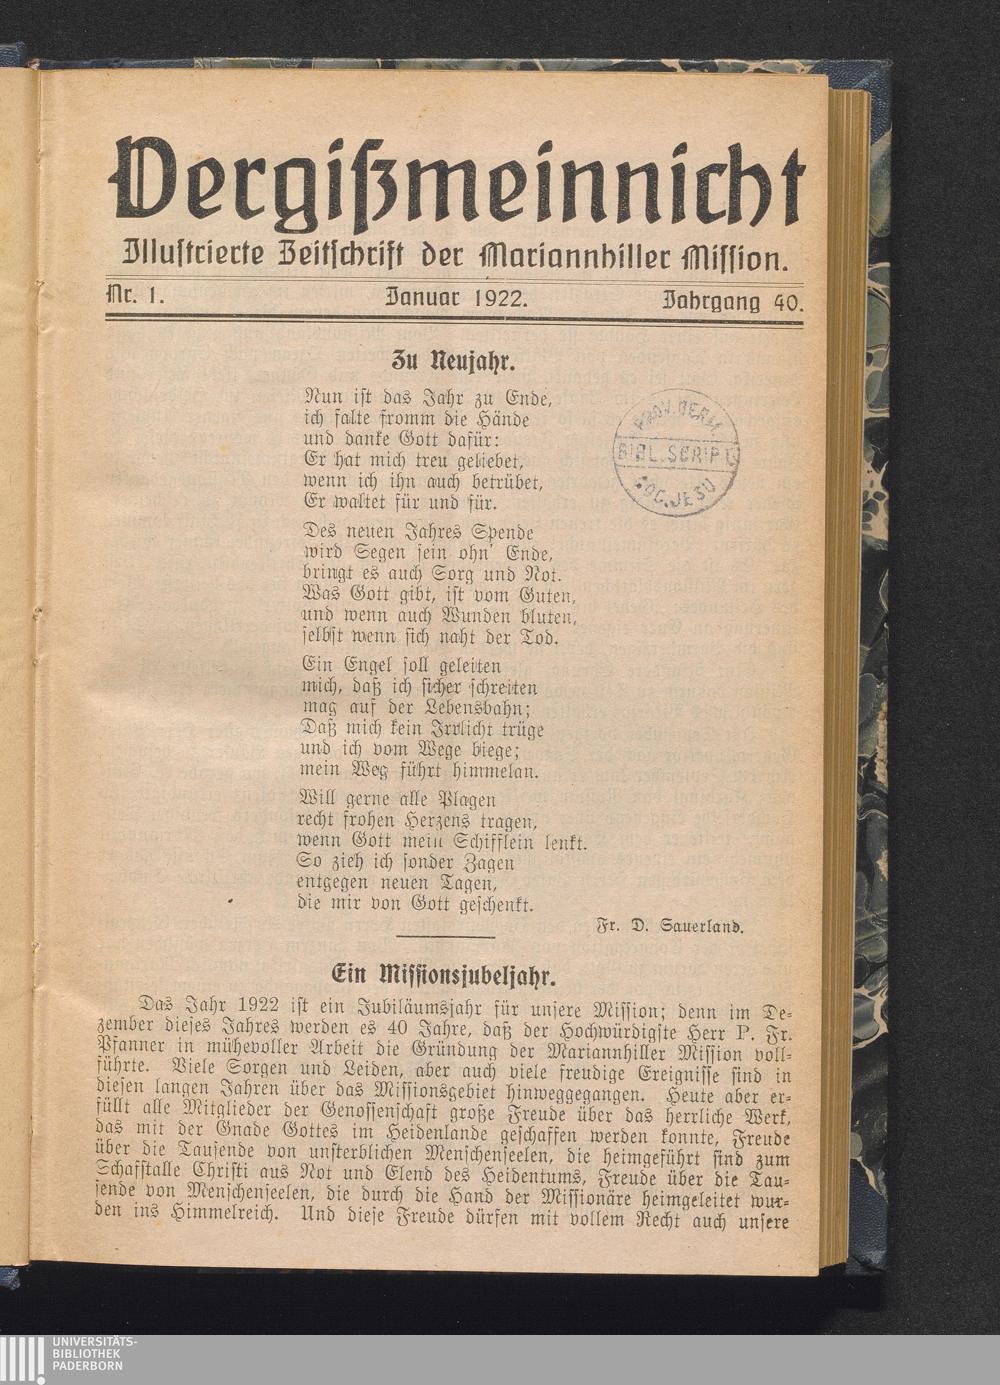 Vergißmeinnicht
Illustrierte Zeitschrift der Mariannhiller Mission.
Nr. 1. Januar 1922. Jahrgang 40.
Zu Neujahr.
Nun ist das Jahr zu Ende,
ich falte fromm die Hände
und danke Gott dafür:
Er hat mich treu geliebet,
wenn ich ihn auch betrübet,
Er waltet für und für.
Des neuen Jahres Spende
wird Segen sein ohn' Ende,
bringt es auch Sorg und Not.
Was Gott gibt, ist vom Guten,
und wenn auch Wunden bluten,
selbst wenn sich naht der Tod.
Ein Engel soll geleiten
mich, daß ich sicher schreiten
mag auf der Lebensbahn;
Daß mich kein Irrlicht trüge
und ich vom Wege biege;
mein Weg führt himmelan.
Will gerne alle Plagen
recht frohen Herzens tragen,
wenn Gott mein Schifflein lenkt.
So zieh ich sonder Zagen
entgegen neuen Tagen,
die mir von Gott geschenkt.
Fr. D. Sauerland.
PROV. GERM.
BIBL. SCRIPT.
SOC. JESU
Ein Missionsjubeljahr.
Das Jahr 1922 ist ein Jubiläumsjahr für unsere Mission; denn im De-
zember dieses Jahres werden es 40 Jahre, daß der Hochwürdigste Herr P. Fr.
Pfanner in mühevoller Arbeit die Gründung der Mariannhiller Mission voll-
führte. Viele Sorgen und Leiden, aber auch viele freudige Ereignisse sind in
diesen langen Jahren über das Missionsgebiet hinweggegangen. Heute aber er-
füllt alle Mitglieder der Genossenschaft große Freude über das herrliche Werk,
das mit der Gnade Gottes im Heidenlande geschaffen werden konnte, Freude
über die Tausende von unsterblichen Menschenseelen, die heimgeführt sind zum
Schafstalle Christi aus Not und Elend des Heidentums, Freude über die Tau-
sende von Menschenseelen, die durch die Hand der Missionäre heimgeleitet wur-
den ins Himmelreich. Und diese Freude dürfen mit vollem Recht auch unsere
UNIVERSITÄTS-
BIBLIOTHEK
PADERBORN